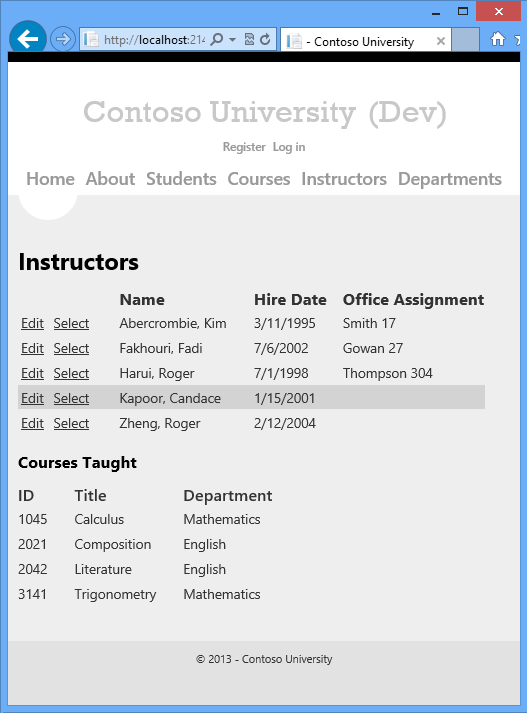 http://localhost:214
- Contoso University
Contoso University (Dev)
Register Log in
Home About Students Courses Instructors Departments
Instructors
Name Hire Date Office Assignment
Edit Select Abercrombie, Kim 3/11/1995 Smith 17
Edit Select Fakhouri, Fadi 7/6/2002 Gowan 27
Edit Select Harui, Roger 7/1/1998 Thompson 304
Edit Select Kapoor, Candace 1/15/2001
Edit Select Zheng, Roger 2/12/2004
Courses Taught
ID Title Department
1045 Calculus Mathematics
2021 Composition English
2042 Literature English
3141 Trigonometry Mathematics
© 2013 - Contoso University